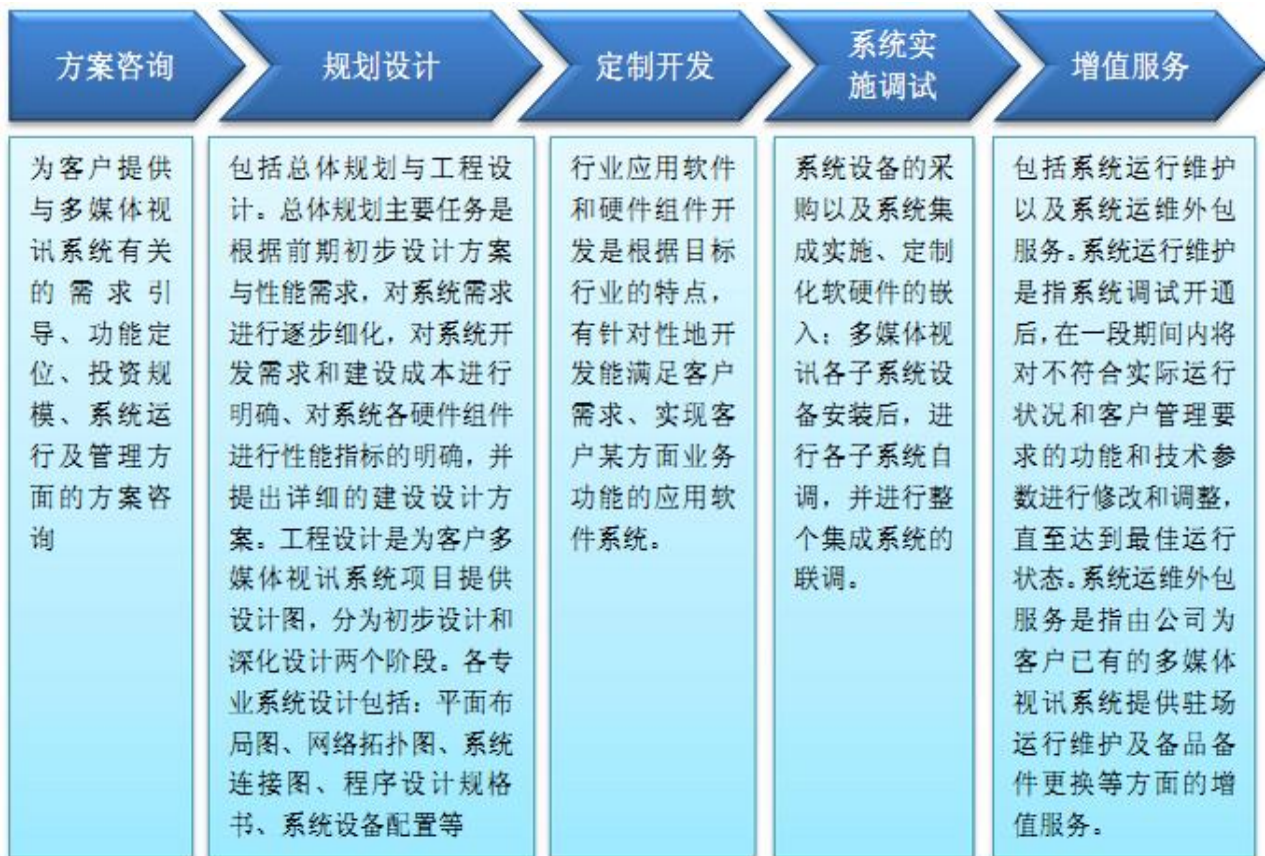 方案咨询
规划设计
定制开发
系统实
施调试
增值服务
为客户提供
与多媒体视
讯系统有关
的需求引
导、功能定
位、投资规
模、系统运
行及管理方
面的方案咨
询
包括总体规划与工程设
计。总体规划主要任务是
根据前期初步设计方案
与性能需求，对系统需求
进行逐步细化，对系统开
发需求和建设成本进行
明确、对系统各硬件组件
进行性能指标的明确，并
提出详细的建设设计方
案。工程设计是为客户多
媒体视讯系统项目提供
设计图，分为初步设计和
深化设计两个阶段。各专
业系统设计包括：平面布
局图、网络拓扑图、系统
连接图、程序设计规格
书、系统设备配置等
行业应用软件
和硬件组件开
发是根据目标
行业的特点，
有针对性地开
发能满足客户
需求、实现客
户某方面业务
功能的应用软
件系统。
系统设备的采
购以及系统集
成实施、定制
化软硬件的嵌
入；多媒体视
讯各子系统设
备安装后，进
行各子系统自
调，并进行整
个集成系统的
联调。
包括系统运行维护
以及系统运维外包
服务。系统运行维护
是指系统调试开通
后，在一段期间内将
对不符合实际运行
状况和客户管理要
求的功能和技术参
数进行修改和调整，
直至达到最佳运行
状态。系统运维外包
服务是指由公司为
客户已有的多媒体
视讯系统提供驻场
运行维护及备品备
件更换等方面的增
值服务。